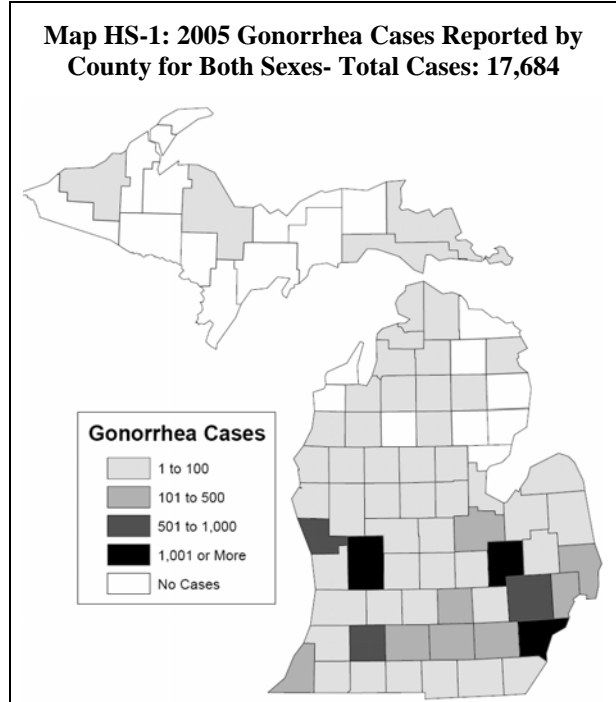 Map HS-1: 2005 Gonorrhea Cases Reported by
County for Both Sexes- Total Cases: 17,684
Gonorrhea Cases
1 to 100
101 to 500
501 to 1,000
1,001 or More
No Cases